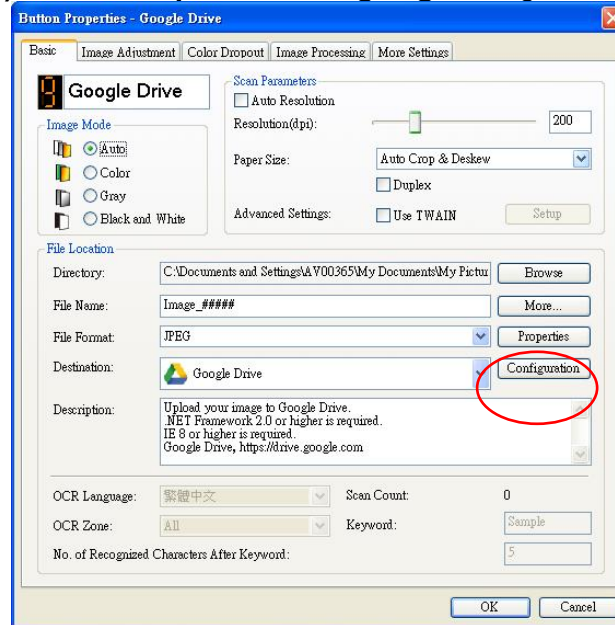 Button Properties - Google Drive
Basic Image Adjustment Color Dropout Image Processing More Settings
Google Drive
Scan Parameters
Auto Resolution
Image Mode
Resolution(dpi): 200
Auto
Paper Size: Auto Crop & Deskew
Color
Duplex
Gray
Black and White
Advanced Settings: Use TWAIN Setup
File Location
Directory: C:\Documents and Settings\AV00365\My Documents\My Pictur Browse
File Name: Image_##### More...
File Format: JPEG Properties
Destination: Google Drive Configuration
Description: Upload your image to Google Drive.
.NET Framework 2.0 or higher is required.
IE 8 or higher is required.
Google Drive, https://drive.google.com
OCR Language: 繁體中文 Scan Count: 0
OCR Zone: All Keyword: Sample
No. of Recognized Characters After Keyword: 5
OK Cancel